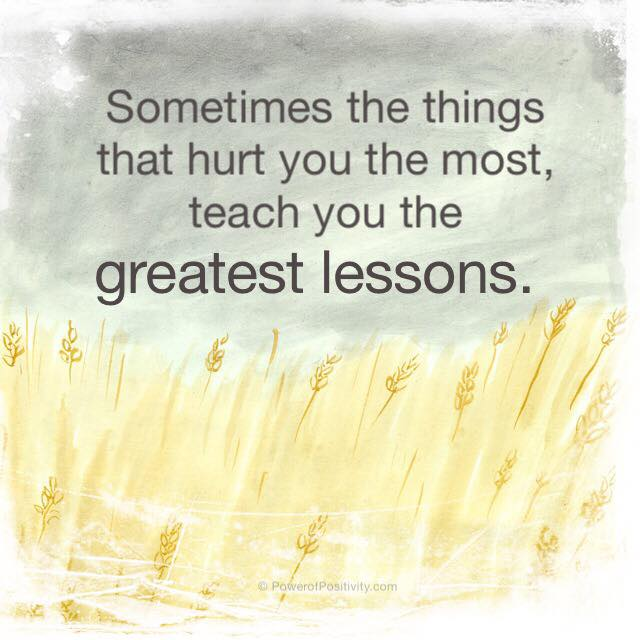 Sometimes the things
that hurt you the most,
teach you the
greatest lessons.
© PowerofPositivity.com